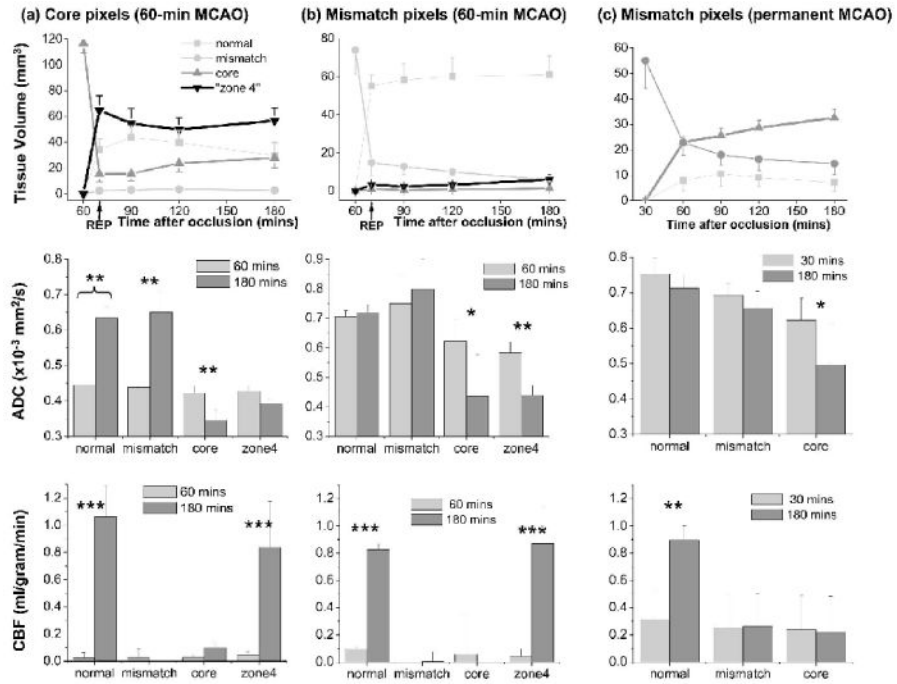 (a) Core pixels (60-min MCAO)
(b) Mismatch pixels (60-min MCAO)
(c) Mismatch pixels (permanent MCAO)
Tissue Volume (mm³)
120
100
80
60
40
20
0
normal
mismatch
core
"zone 4"
60 90 120 180
REP
Time after occlusion (mins)
80
60
40
20
0
60 90 120 180
REP
Time after occlusion (mins)
60
50
40
30
20
10
0
30 60 90 120 180
Time after occlusion (mins)
ADC (x10⁻³ mm²/s)
0.8
0.7
0.6
0.5
0.4
0.3
60 mins
180 mins
** ** **
normal mismatch core zone4
0.8
0.7
0.6
0.5
0.4
0.3
60 mins
180 mins
* **
normal mismatch core zone4
0.8
0.7
0.6
0.5
0.4
0.3
30 mins
180 mins
*
normal mismatch core
CBF (ml/gram/min)
1.2
1.0
0.8
0.6
0.4
0.2
0.0
60 mins
180 mins
*** ***
normal mismatch core zone4
1.2
1.0
0.8
0.6
0.4
0.2
0.0
60 mins
180 mins
*** ***
normal mismatch core zone4
1.2
1.0
0.8
0.6
0.4
0.2
0.0
30 mins
180 mins
**
normal mismatch core